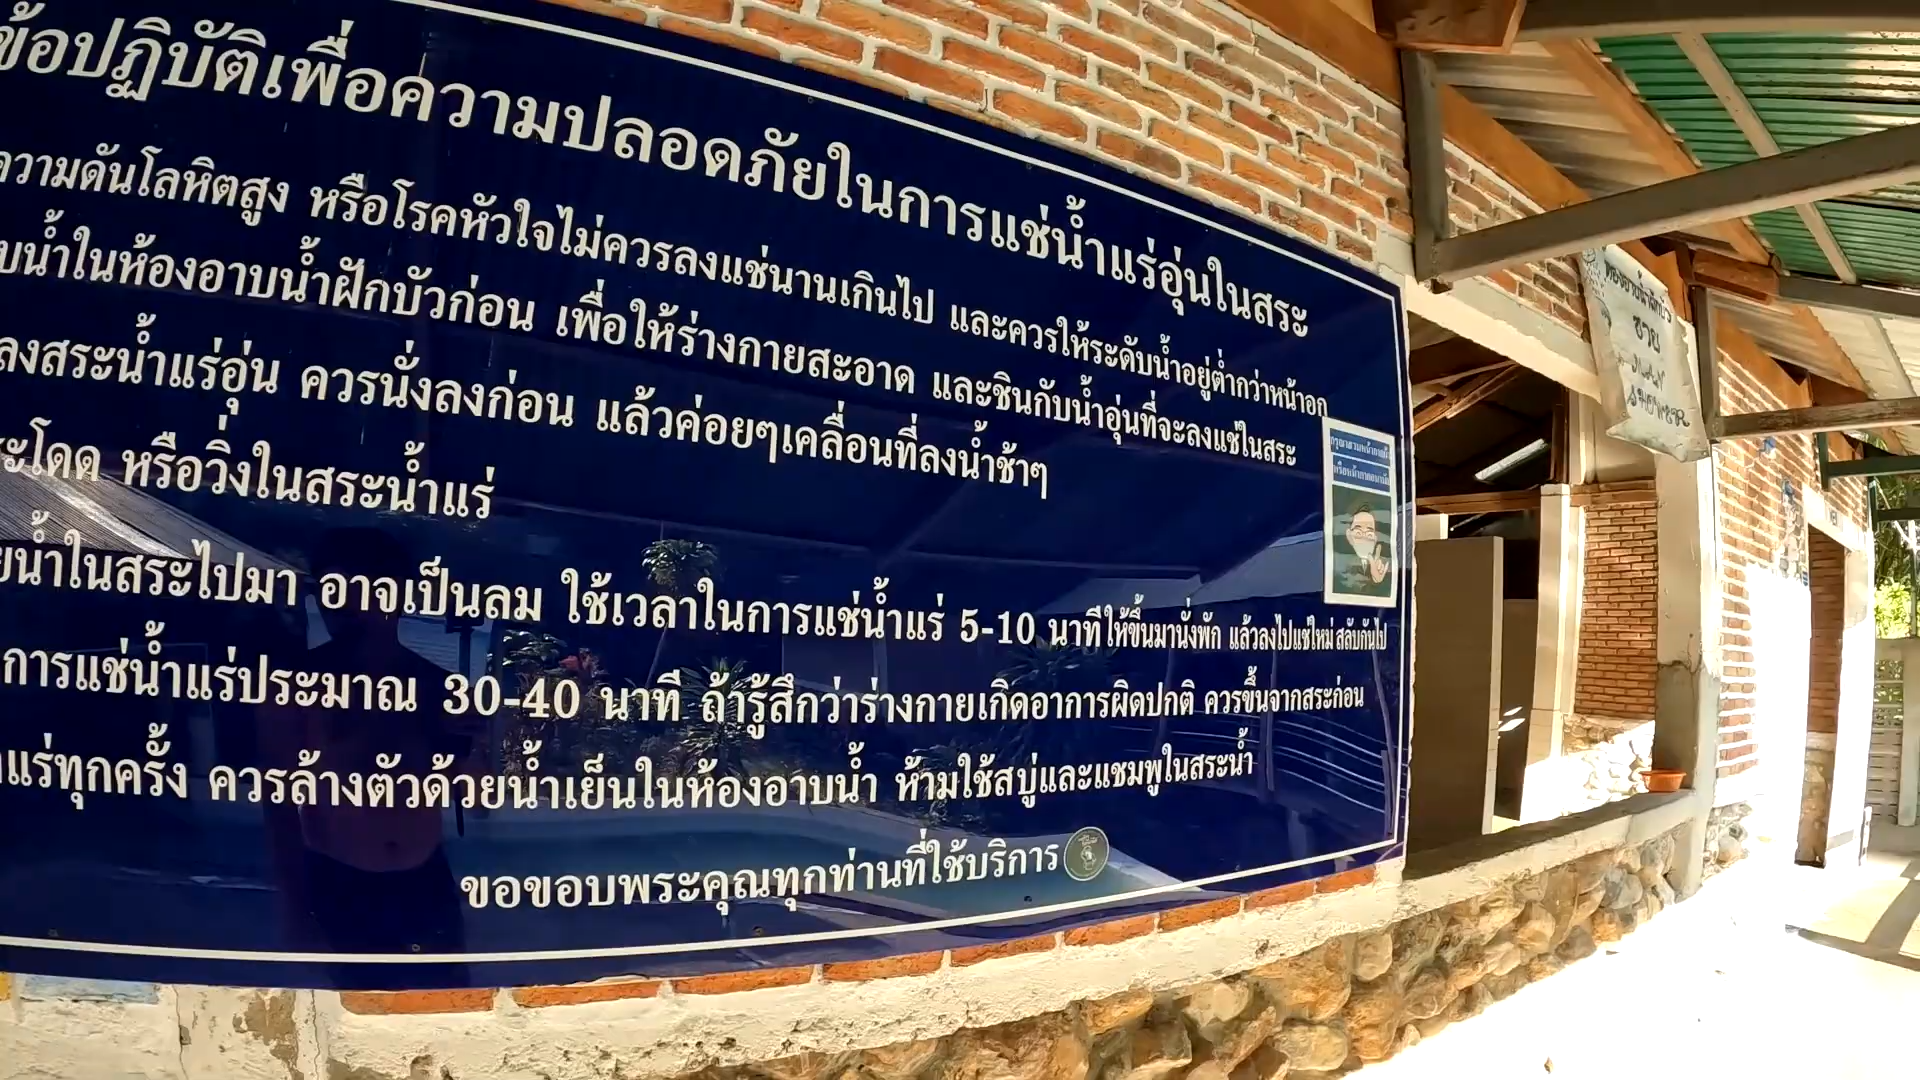 ข้อปฏิบัติเพื่อความปลอดภัยในการแช่น้ำแร่อุ่นในสระ
ความดันโลหิตสูง หรือโรคหัวใจไม่ควรลงแช่นานเกินไป และควรให้ระดับน้ำอยู่ต่ำกว่าหน้าอก
บน้ำในห้องอาบน้ำฝักบัวก่อน เพื่อให้ร่างกายสะอาด และชินกับน้ำอุ่นที่จะลงแช่ในสระ
ลงสระน้ำแร่อุ่น ควรนั่งลงก่อน แล้วค่อยๆเคลื่อนที่ลงน้ำช้าๆ
ะโดด หรือวิ่งในสระน้ำแร่
ยน้ำในสระไปมา อาจเป็นลม ใช้เวลาในการแช่น้ำแร่ 5-10 นาทีให้ขึ้นมานั่งพัก แล้วลงไปแช่ใหม่ สลับกันไป
การแช่น้ำแร่ประมาณ 30-40 นาที ถ้ารู้สึกว่าร่างกายเกิดอาการผิดปกติ ควรขึ้นจากสระก่อน
แร่ทุกครั้ง ควรล้างตัวด้วยน้ำเย็นในห้องอาบน้ำ ห้ามใช้สบู่และแชมพูในสระน้ำ
ขอขอบพระคุณทุกท่านที่ใช้บริการ
ห้องอาบน้ำฝักบัว
ชาย
MAN
SHOWER